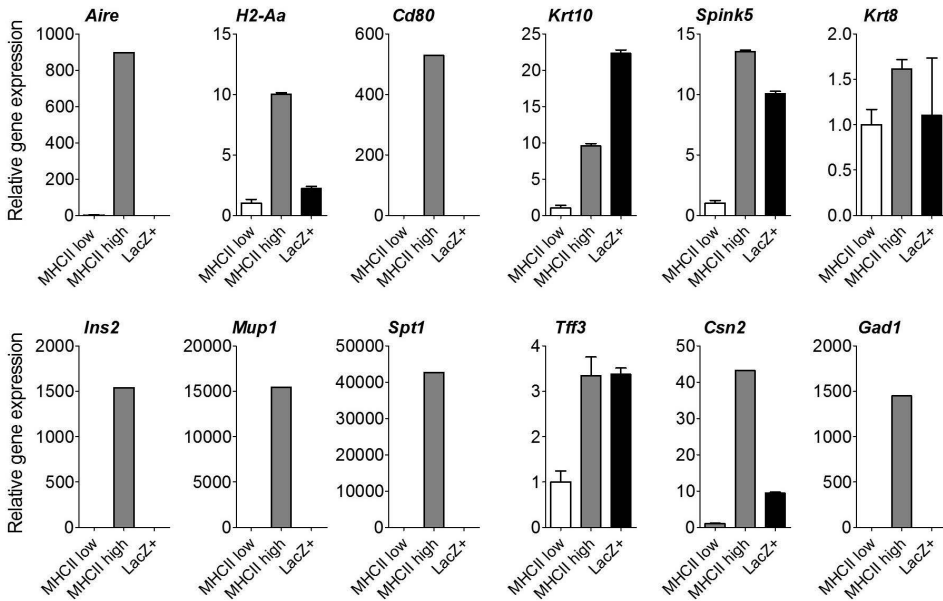 Aire
H2-Aa
Cd80
Krt10
Spink5
Krt8
Relative gene expression
1000
800
600
400
200
0
15
10
5
0
600
400
200
0
25
20
15
10
5
0
15
10
5
0
2.0
1.5
1.0
0.5
0.0
MHCII low
MHCII high
LacZ+
MHCII low
MHCII high
LacZ+
MHCII low
MHCII high
LacZ+
MHCII low
MHCII high
LacZ+
MHCII low
MHCII high
LacZ+
MHCII low
MHCII high
LacZ+
Ins2
Mup1
Spt1
Tff3
Csn2
Gad1
Relative gene expression
2000
1500
1000
500
0
20000
15000
10000
5000
0
50000
40000
30000
20000
10000
0
4
3
2
1
0
50
40
30
20
10
0
2000
1500
1000
500
0
MHCII low
MHCII high
LacZ+
MHCII low
MHCII high
LacZ+
MHCII low
MHCII high
LacZ+
MHCII low
MHCII high
LacZ+
MHCII low
MHCII high
LacZ+
MHCII low
MHCII high
LacZ+